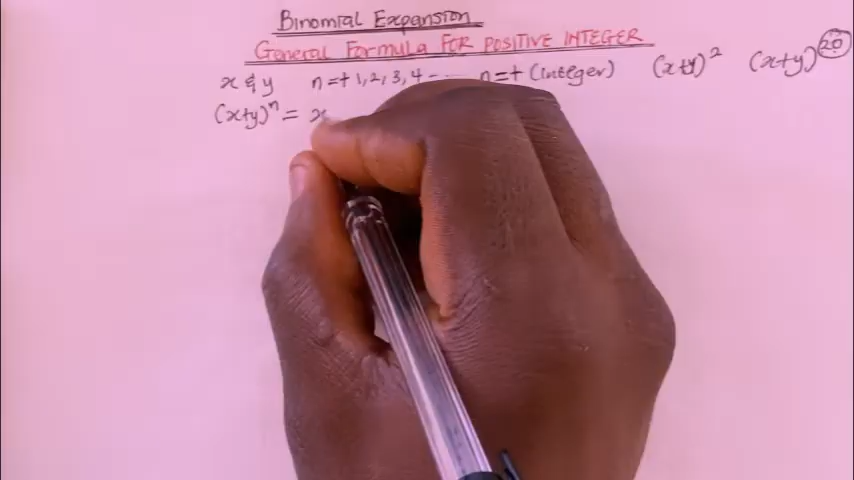 Binomial Expansion
General Formula For POSITIVE INTEGER
x & y n=+1,2,3,4 - n=+(integer) (x+y)² (x+y)²⁰
(x+y)ⁿ = x